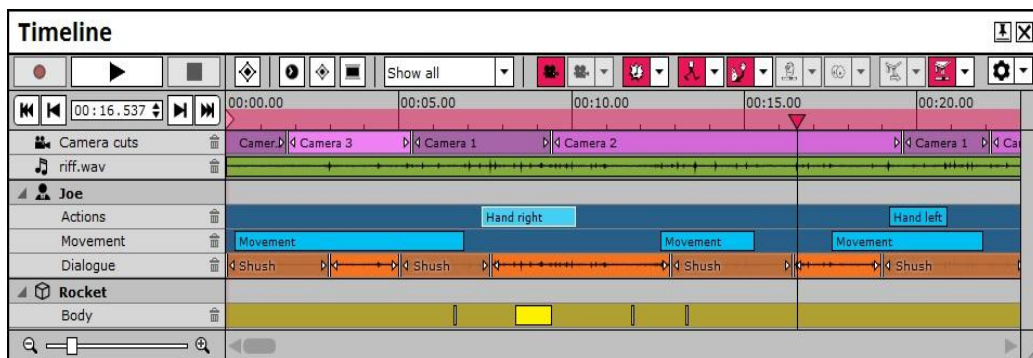 Timeline
Show all
00:16.537
00:00.00 00:05.00 00:10.00 00:15.00 00:20.00
Camera cuts Camer. Camera 3 Camera 1 Camera 2 Camera 1 Ca
riff.wav
Joe
Actions Hand right Hand left
Movement Movement Movement Movement
Dialogue Shush Shush Shush Shush
Rocket
Body